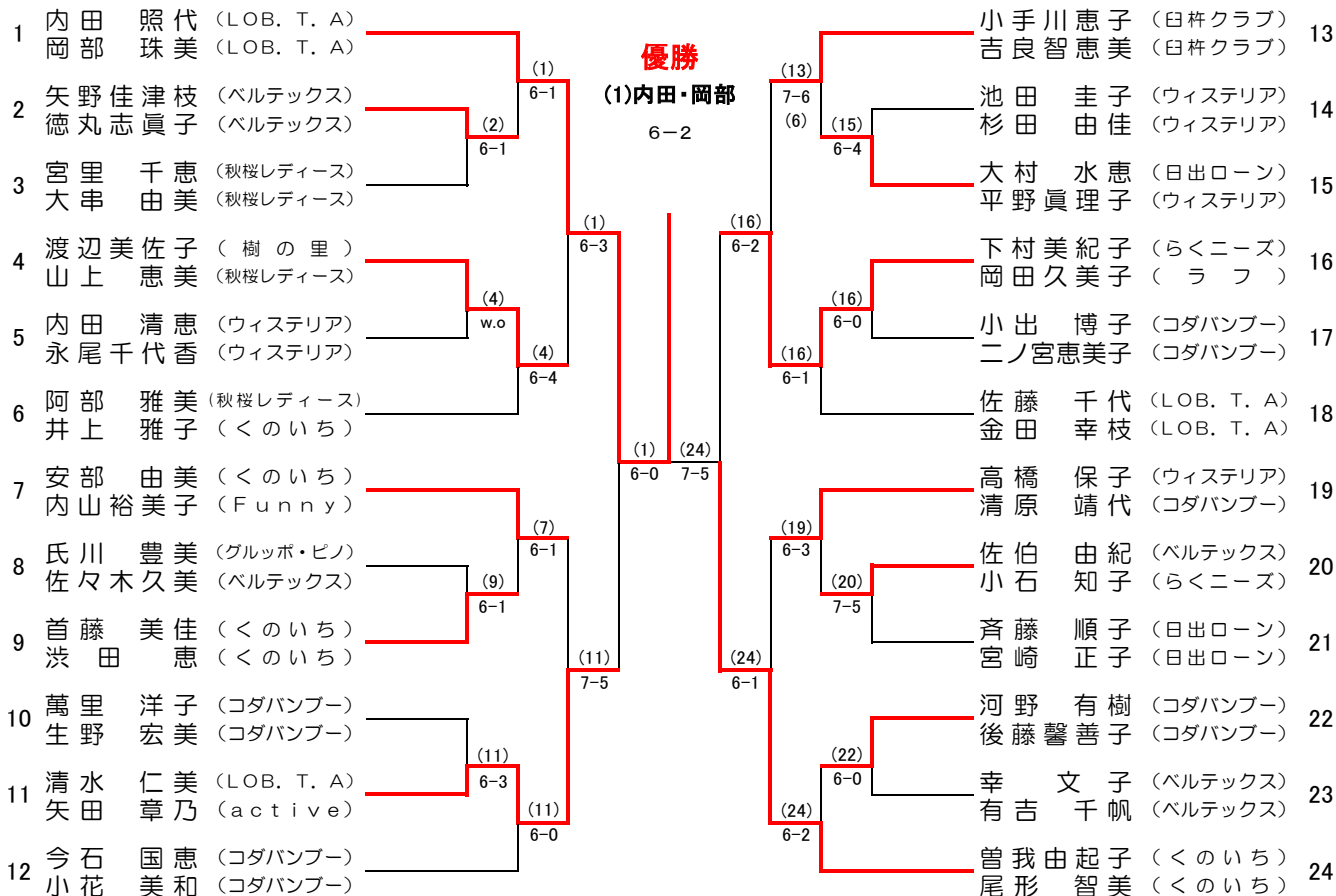 優勝
(1)内田・岡部
6-2
1 内田 照代 (LOB. T. A)
岡部 珠美 (LOB. T. A)
2 矢野佳津枝 (ベルテックス)
徳丸志眞子 (ベルテックス)
3 宮里 千恵 (秋桜レディース)
大串 由美 (秋桜レディース)
4 渡辺美佐子 (樹の里)
山上 恵美 (秋桜レディース)
5 内田 清恵 (ウィステリア)
永尾千代香 (ウィステリア)
6 阿部 雅美 (秋桜レディース)
井上 雅子 (くのいち)
7 安部 由美 (くのいち)
内山裕美子 (Funny)
8 氏川 豊美 (グルッポ・ピノ)
佐々木久美 (ベルテックス)
9 首藤 美佳 (くのいち)
渋田 恵 (くのいち)
10 萬里 洋子 (コダバンブー)
生野 宏美 (コダバンブー)
11 清水 仁美 (LOB. T. A)
矢田 章乃 (active)
12 今石 国恵 (コダバンブー)
小花 美和 (コダバンブー)
(2)
6-1
(4)
w.o
(9)
6-1
(11)
6-3
(1)
6-1
(4)
6-4
(7)
6-1
(11)
6-0
(1)
6-3
(11)
7-5
(1)
6-0
(24)
7-5
(16)
6-2
(24)
6-1
(13)
7-6
(6)
(16)
6-1
(19)
6-3
(24)
6-2
(15)
6-4
(16)
6-0
(20)
7-5
(22)
6-0
小手川恵子 (臼杵クラブ) 13
吉良智恵美 (臼杵クラブ)
池田 圭子 (ウィステリア) 14
杉田 由佳 (ウィステリア)
大村 水恵 (日出ローン) 15
平野眞理子 (ウィステリア)
下村美紀子 (らくニーズ) 16
岡田久美子 (ラフ)
小出 博子 (コダバンブー) 17
二ノ宮恵美子 (コダバンブー)
佐藤 千代 (LOB. T. A) 18
金田 幸枝 (LOB. T. A)
高橋 保子 (ウィステリア) 19
清原 靖代 (コダバンブー)
佐伯 由紀 (ベルテックス) 20
小石 知子 (らくニーズ)
斉藤 順子 (日出ローン) 21
宮崎 正子 (日出ローン)
河野 有樹 (コダバンブー) 22
後藤馨善子 (コダバンブー)
幸 文子 (ベルテックス) 23
有吉 千帆 (ベルテックス)
曽我由起子 (くのいち) 24
尾形 智美 (くのいち)